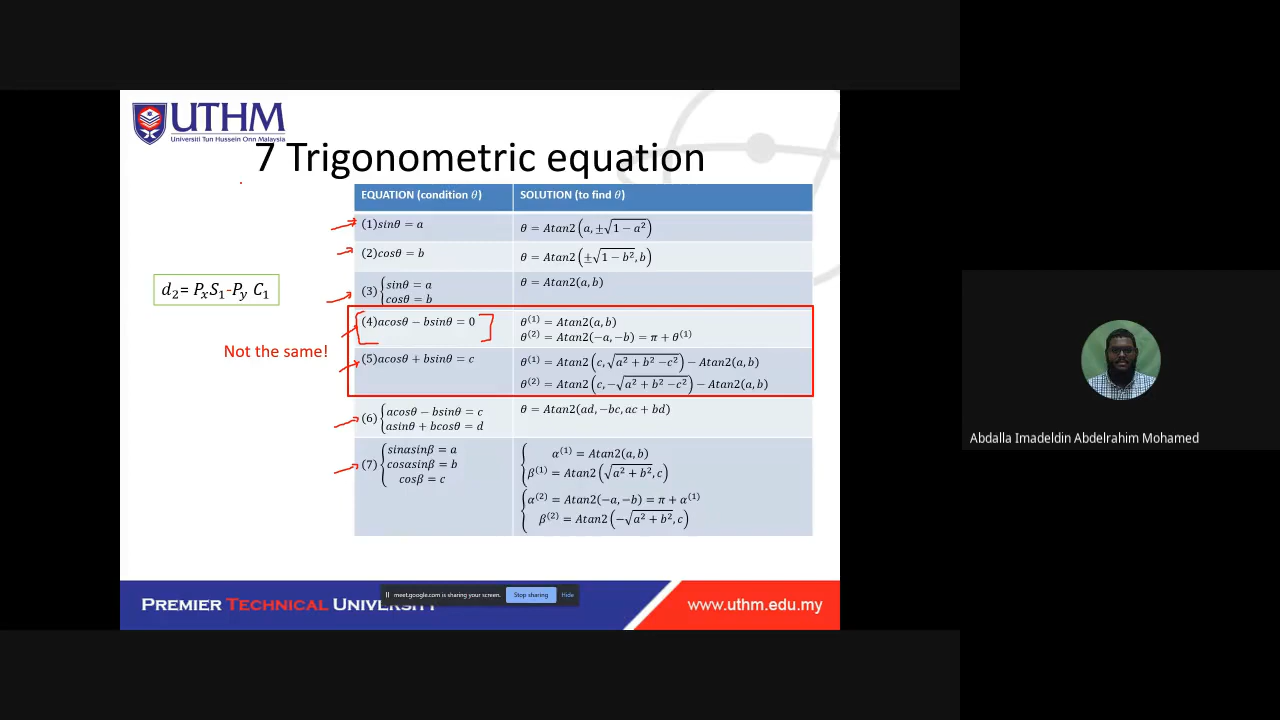 UTHM
Universiti Tun Hussein Onn Malaysia
7 Trigonometric equation
EQUATION (condition θ) SOLUTION (to find θ)
(1)sinθ = a θ = Atan2(a, ±√(1 − a²))
(2)cosθ = b θ = Atan2(±√(1 − b²), b)
(3){sinθ = a θ = Atan2(a, b)
cosθ = b
d₂= PₓS₁-Pᵧ C₁
(4)acosθ − bsinθ = 0 θ⁽¹⁾ = Atan2(a, b)
θ⁽²⁾ = Atan2(−a, −b) = π + θ⁽¹⁾
Not the same!
(5)acosθ + bsinθ = c θ⁽¹⁾ = Atan2(c, √(a² + b² −c²)) − Atan2(a, b)
θ⁽²⁾ = Atan2(c, −√(a² + b² −c²)) − Atan2(a, b)
(6){acosθ − bsinθ = c θ = Atan2(ad, −bc, ac + bd)
asinθ + bcosθ = d
(7){sinαsinβ = a α⁽¹⁾ = Atan2(a, b)
cosαsinβ = b β⁽¹⁾ = Atan2(√(a² + b²), c)
cosβ = c
α⁽²⁾ = Atan2(−a, −b) = π + α⁽¹⁾
β⁽²⁾ = Atan2(−√(a² + b²), c)
Abdalla Imadeldin Abdelrahim Mohamed
meet.google.com is sharing your screen. Stop sharing Hide
PREMIER TECHNICAL UNIVERSITY www.uthm.edu.my